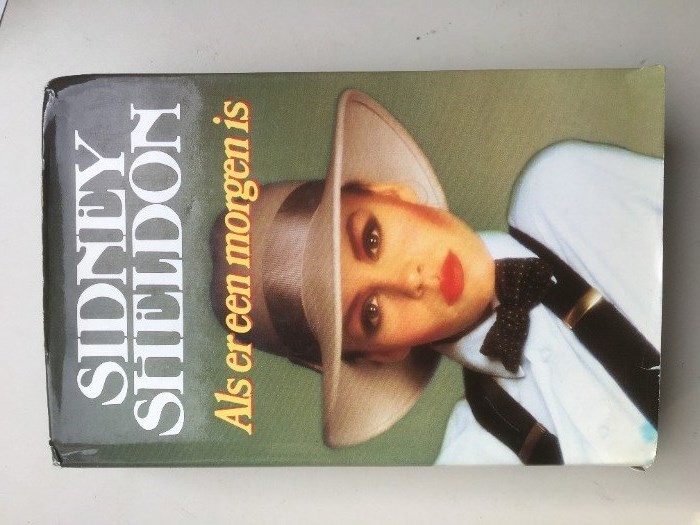 SIDNEY
SHELDON
Als er een morgen is